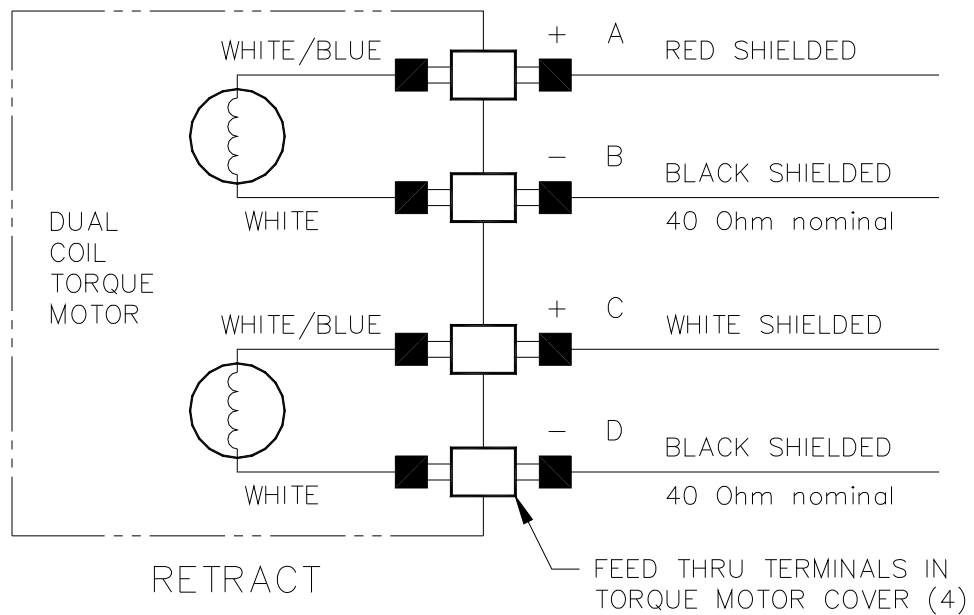 WHITE/BLUE
+ A
RED SHIELDED
- B
BLACK SHIELDED
WHITE
40 Ohm nominal
DUAL
COIL
TORQUE
MOTOR
WHITE/BLUE
+ C
WHITE SHIELDED
- D
BLACK SHIELDED
WHITE
40 Ohm nominal
RETRACT
FEED THRU TERMINALS IN
TORQUE MOTOR COVER (4)